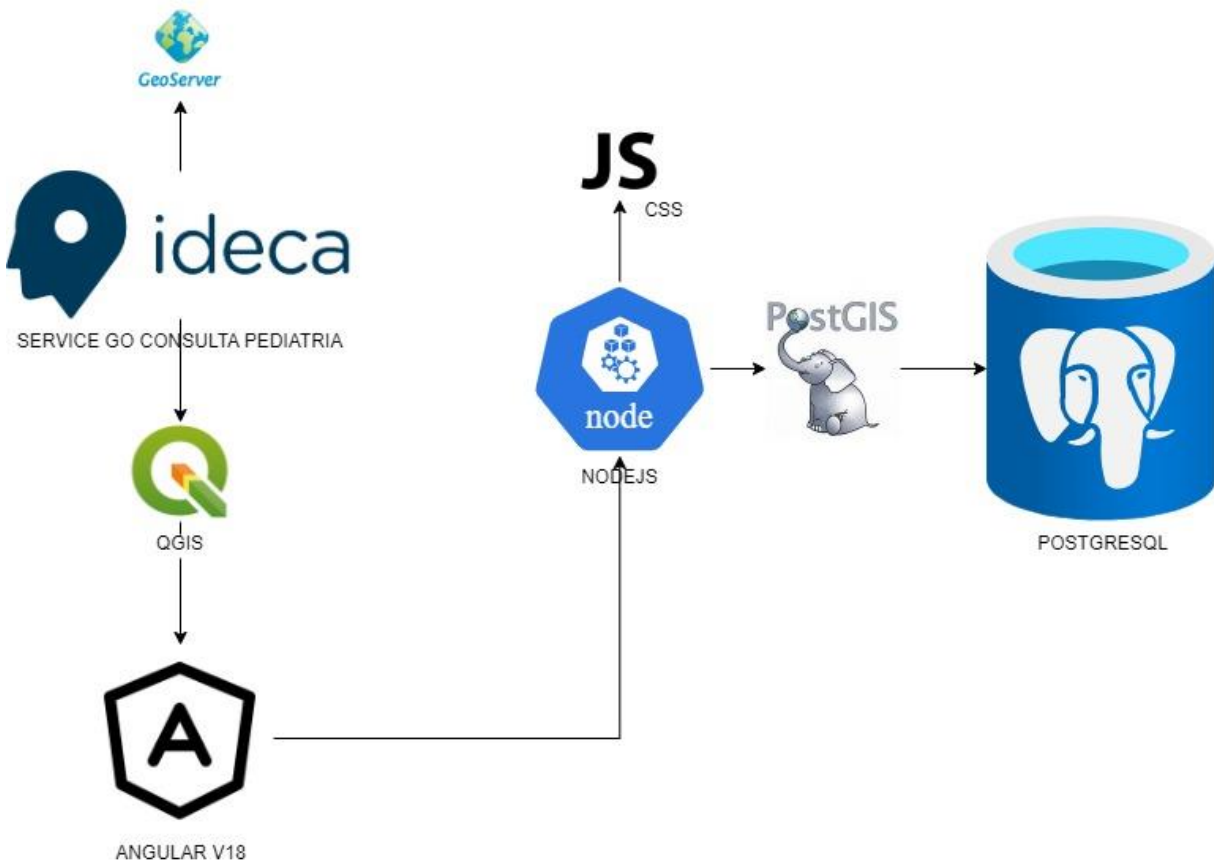 GeoServer
ideca
SERVICE GO CONSULTA PEDIATRIA
QGIS
A
ANGULAR V18
JS
CSS
node
NODEJS
PostGIS
POSTGRESQL